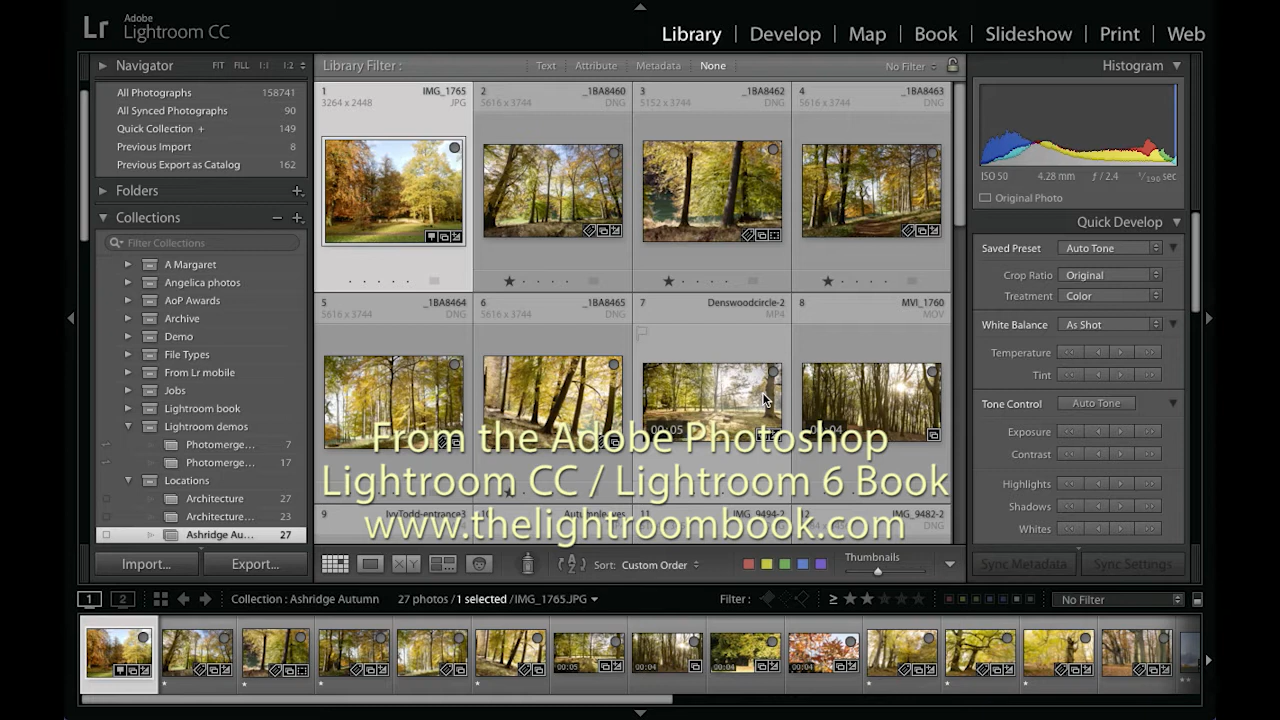 Lr
Adobe
Lightroom CC
Library | Develop | Map | Book | Slideshow | Print | Web
Navigator FIT FILL 1:1 1:2
All Photographs 158741
All Synced Photographs 90
Quick Collection + 149
Previous Import 8
Previous Export as Catalog 162
Folders
Collections
Filter Collections
A Margaret
Angelica photos
AoP Awards
Archive
Demo
File Types
From Lr mobile
Jobs
Lightroom book
Lightroom demos
Photomerge... 7
Photomerge... 17
Locations
Architecture 27
Architecture... 23
Ashridge Au... 27
Import... Export...
Library Filter : Text Attribute Metadata None No Filter
1 IMG_1765
3264 x 2448 JPG
2 _1BA8460
5616 x 3744 DNG
3 _1BA8462
5152 x 3744 DNG
4 _1BA8463
5616 x 3744 DNG
5 _1BA8464
5616 x 3744 DNG
6 _1BA8465
5616 x 3744 DNG
7 Denswoodcircle-2
MP4
8 MVI_1760
MOV
00:05
00:04
From the Adobe Photoshop
Lightroom CC / Lightroom 6 Book
www.thelightroombook.com
9 IvyTodd-entrance3
11 IMG_9494-2
12 IMG_9482-2
DNG
Sort: Custom Order
Thumbnails
Histogram
ISO 50 4.28 mm ƒ / 2.4 1/196 sec
Original Photo
Quick Develop
Saved Preset Auto Tone
Crop Ratio Original
Treatment Color
White Balance As Shot
Temperature
Tint
Tone Control Auto Tone
Exposure
Contrast
Highlights
Shadows
Whites
Sync Metadata Sync Settings
1 2 Collection : Ashridge Autumn 27 photos / 1 selected / IMG_1765.JPG Filter : ≥ No Filter
00:05 00:04 00:04 00:04